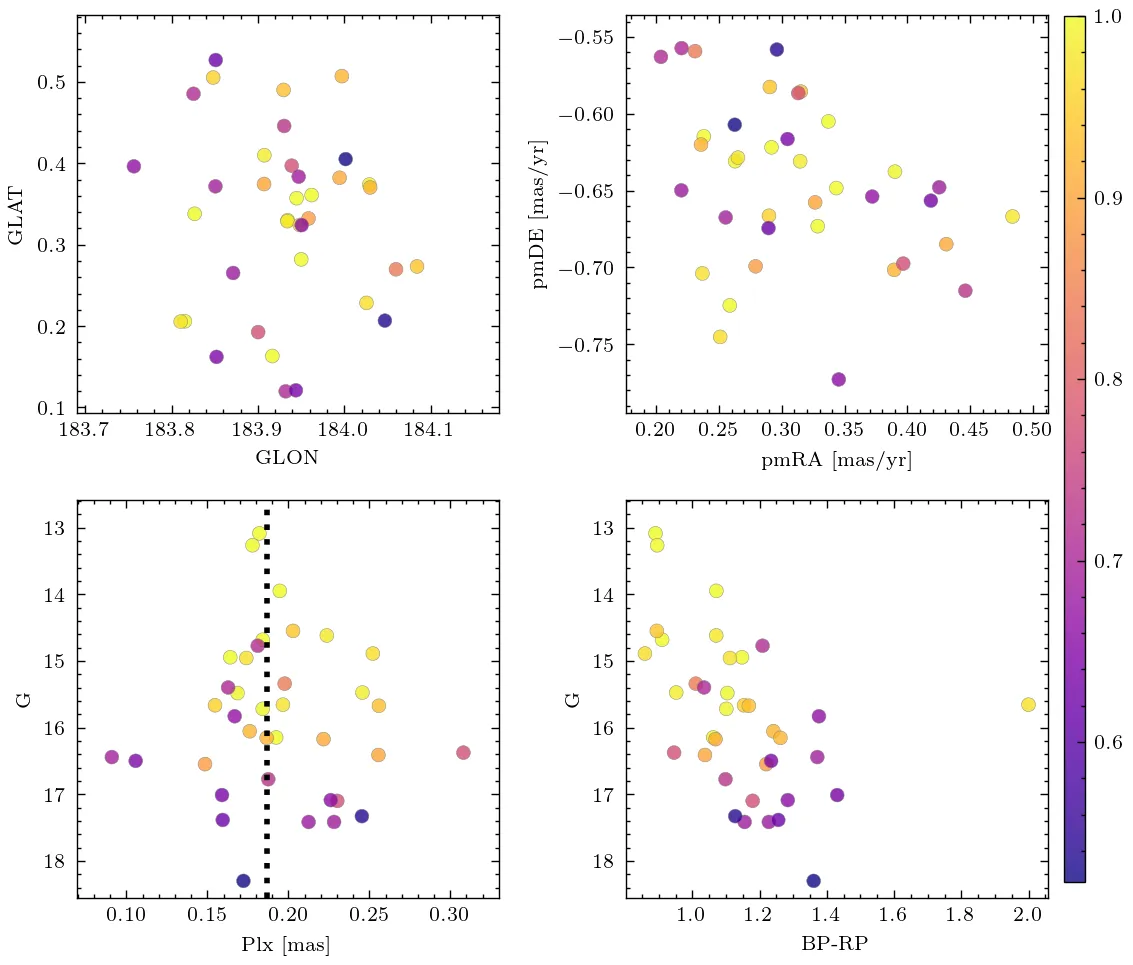 0.5
0.4
0.3
0.2
0.1
GLAT
183.7 183.8 183.9 184.0 184.1
GLON
−0.55
−0.60
−0.65
−0.70
−0.75
pmDE [mas/yr]
0.20 0.25 0.30 0.35 0.40 0.45 0.50
pmRA [mas/yr]
1.0
0.9
0.8
0.7
0.6
13
14
15
16
17
18
G
0.10 0.15 0.20 0.25 0.30
Plx [mas]
13
14
15
16
17
18
G
1.0 1.2 1.4 1.6 1.8 2.0
BP-RP